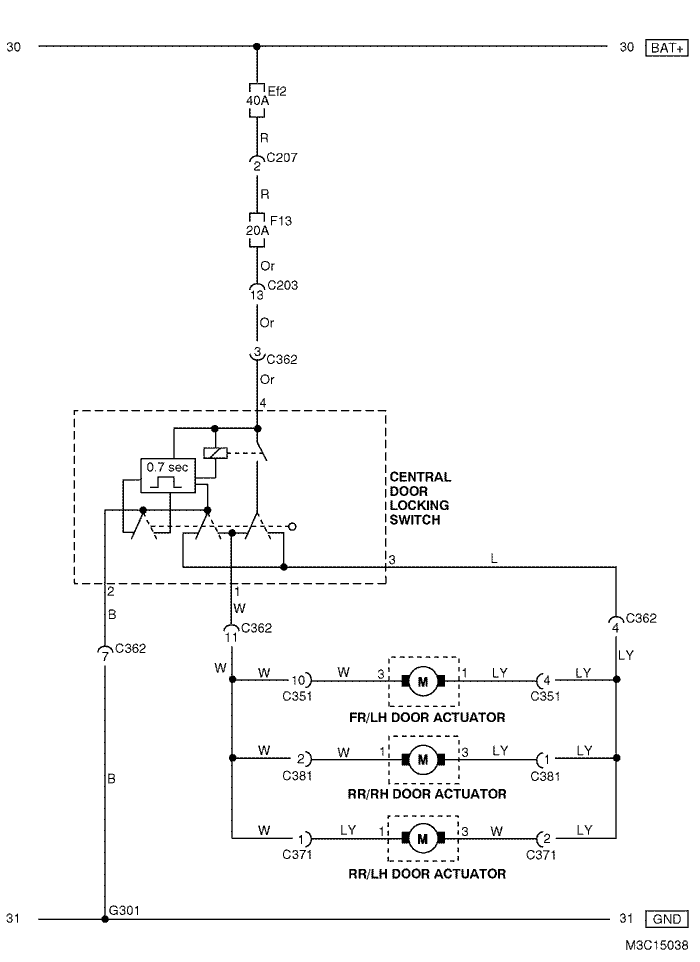 30
30 BAT+
Ef2
40A
R
C207
2
R
F13
20A
Or
C203
13
Or
3
C362
Or
4
0.7 sec
CENTRAL
DOOR
LOCKING
SWITCH
3
L
2
1
B
W
C362
11
C362
4
C362
7
W
LY
W
10
W
3
M
1
LY
4
LY
C351
C351
FR/LH DOOR ACTUATOR
W
2
W
1
M
3
LY
1
LY
C381
C381
B
RR/RH DOOR ACTUATOR
W
1
LY
1
M
3
W
2
LY
C371
C371
RR/LH DOOR ACTUATOR
G301
31
31 GND
M3C15038